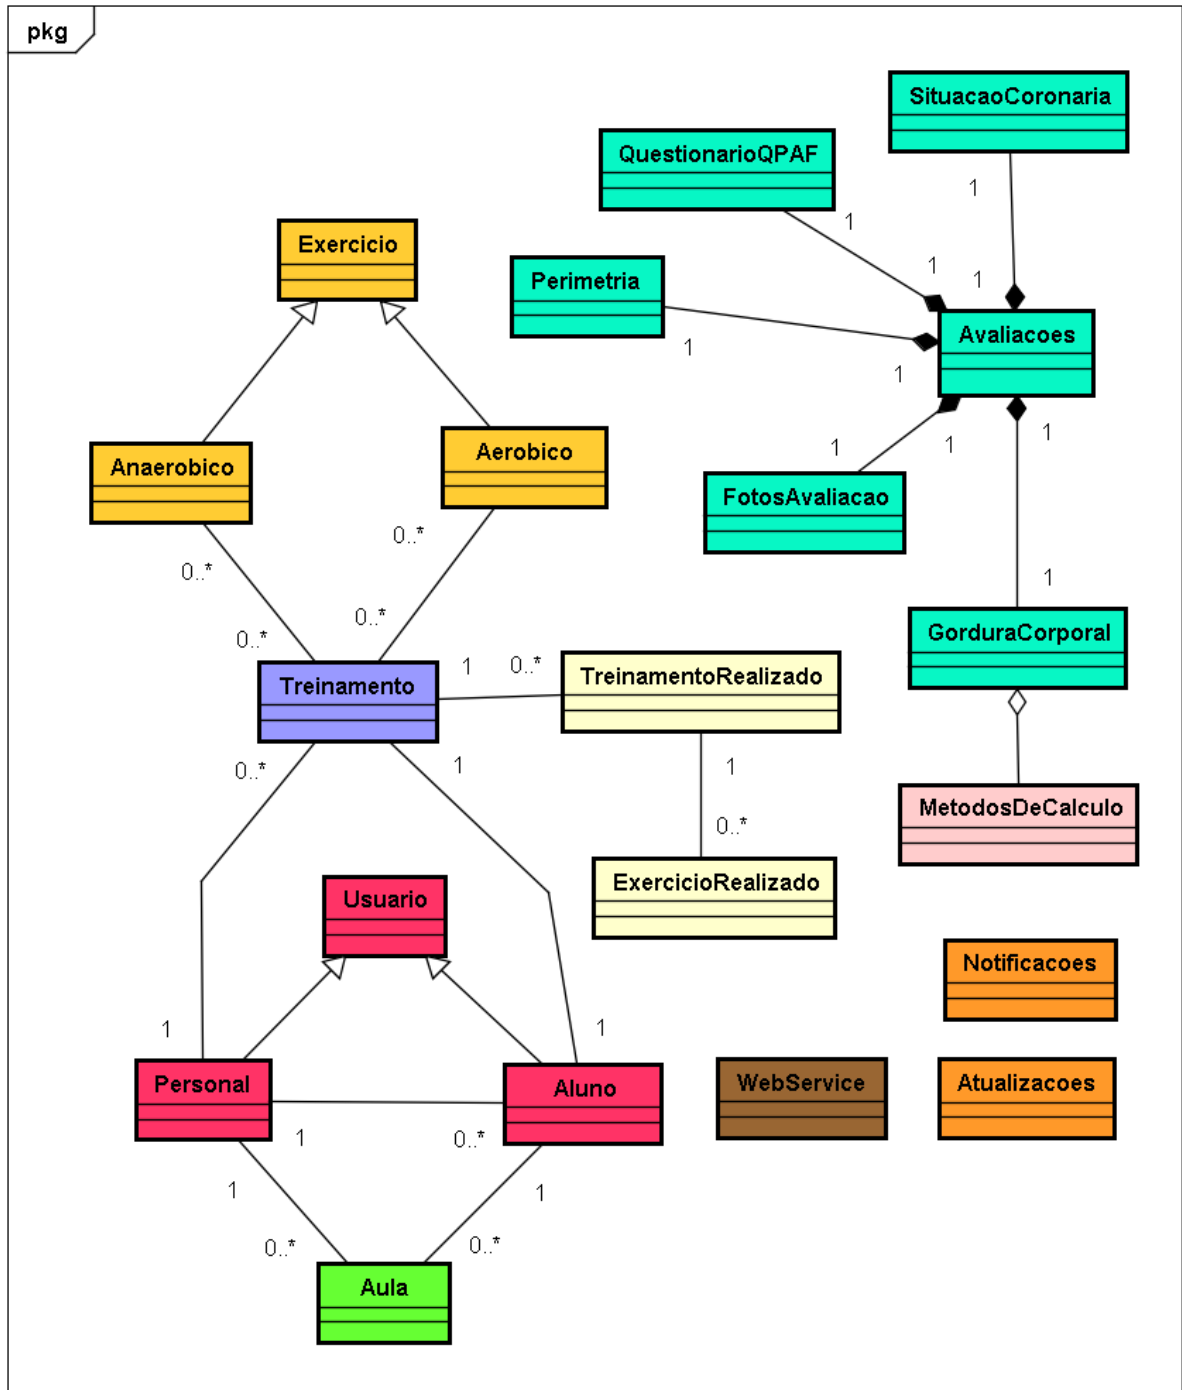 pkg
SituacaoCoronaria
QuestionarioQPAF
1
1
Exercicio
1
1
Perimetria
Avaliacoes
1
1
1
1
1
Anaerobico
Aerobico
FotosAvaliacao
0..*
0..*
1
0..*
0..*
GorduraCorporal
Treinamento
1
0..*
TreinamentoRealizado
0..*
1
1
MetodosDeCalculo
0..*
ExercicioRealizado
Usuario
Notificacoes
1
1
Personal
Aluno
WebService
Atualizacoes
1
0..*
1
1
0..*
0..*
Aula